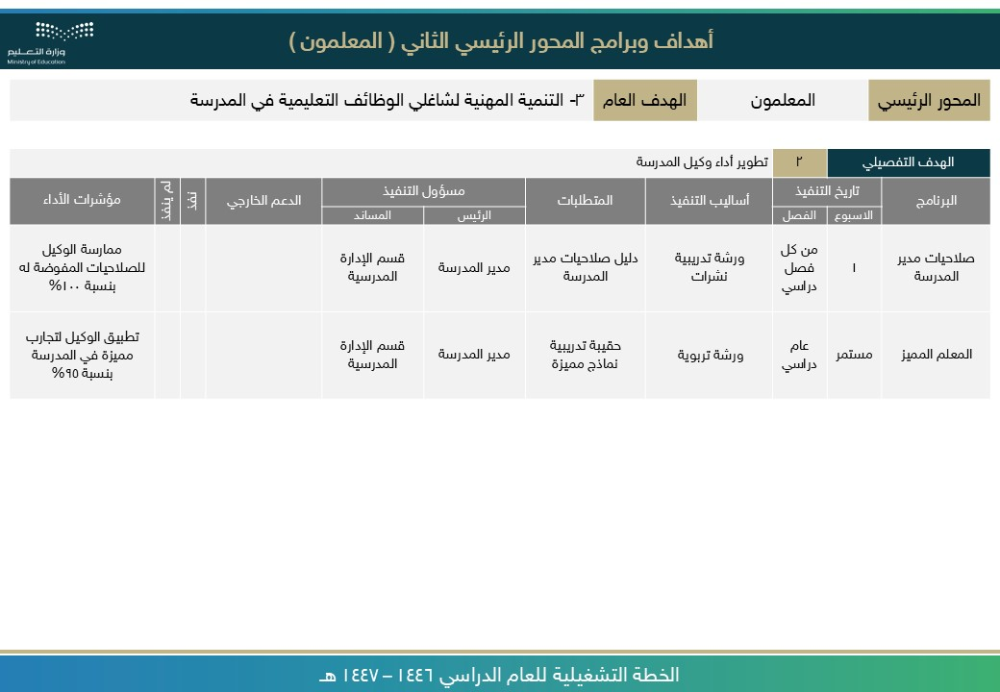 وزارة التعـــليم
Ministry of Education
أهداف وبرامج المحور الرئيسي الثاني ( المعلمون )
المحور الرئيسي
المعلمون
الهدف العام
٣- التنمية المهنية لشاغلي الوظائف التعليمية في المدرسة
الهدف التفصيلي
٢
تطوير أداء وكيل المدرسة
البرنامج
تاريخ التنفيذ
الاسبوع
الفصل
أساليب التنفيذ
المتطلبات
مسؤول التنفيذ
الرئيس
المساند
الدعم الخارجي
نفذ
لم ينفذ
مؤشرات الأداء
صلاحيات مدير
المدرسة
١
من كل
فصل
دراسي
ورشة تدريبية
نشرات
دليل صلاحيات مدير
المدرسة
مدير المدرسة
قسم الإدارة
المدرسية
ممارسة الوكيل
للصلاحيات المفوضة له
بنسبة ١٠٠%
المعلم المميز
مستمر
عام
دراسي
ورشة تربوية
حقيبة تدريبية
نماذج مميزة
مدير المدرسة
قسم الإدارة
المدرسية
تطبيق الوكيل لتجارب
مميزة في المدرسة
بنسبة ٩٥%
الخطة التشغيلية للعام الدراسي ١٤٤٦ – ١٤٤٧ هـ